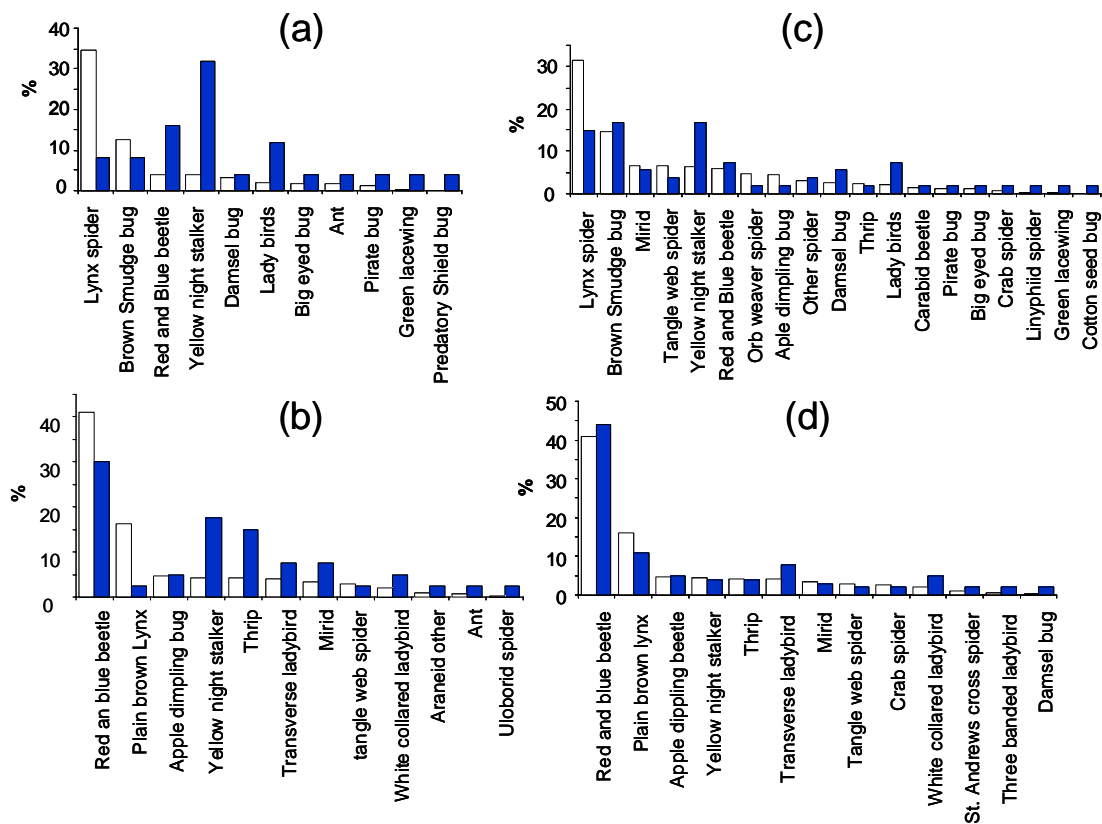 (a)
%
40
30
20
10
0
Lynx spider
Brown Smudge bug
Red and Blue beetle
Yellow night stalker
Damsel bug
Lady birds
Big eyed bug
Ant
Pirate bug
Green lacewing
Predatory Shield bug
(c)
%
30
20
10
0
Lynx spider
Brown Smudge bug
Mirid
Tangle web spider
Yellow night stalker
Red and Blue beetle
Orb weaver spider
Aple dimpling bug
Other spider
Damsel bug
Thrip
Lady birds
Carabid beetle
Pirate bug
Big eyed bug
Crab spider
Linyphiid spider
Green lacewing
Cotton seed bug
(b)
%
40
30
20
10
0
Red an blue beetle
Plain brown Lynx
Apple dimpling bug
Yellow night stalker
Thrip
Transverse ladybird
Mirid
tangle web spider
White collared ladybird
Araneid other
Ant
Uloborid spider
(d)
%
50
40
30
20
10
0
Red and blue beetle
Plain brown lynx
Apple dippling beetle
Yellow night stalker
Thrip
Transverse ladybird
Mirid
Tangle web spider
Crab spider
White collared ladybird
St. Andrews cross spider
Three banded ladybird
Damsel bug